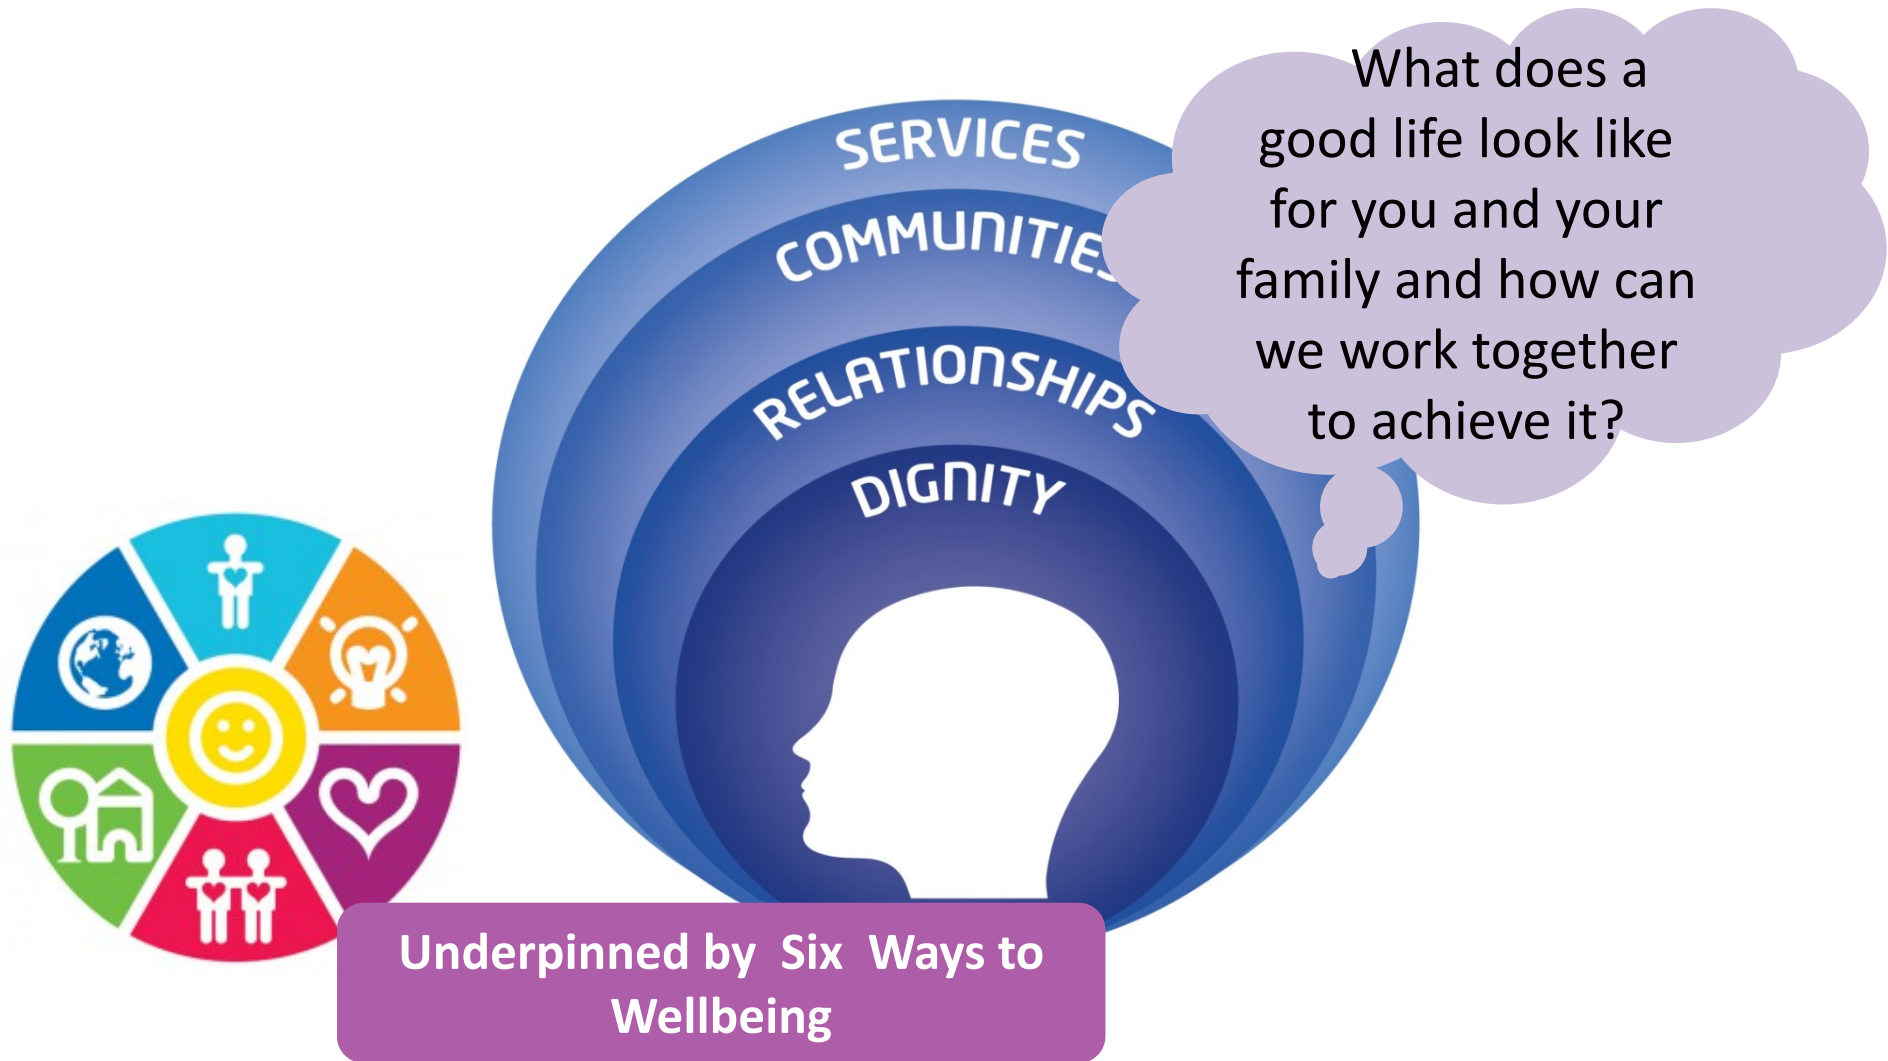 What does a
good life look like
for you and your
family and how can
we work together
to achieve it?
SERVICES
COMMUNITIES
RELATIONSHIPS
DIGNITY
Underpinned by  Six  Ways to
Wellbeing